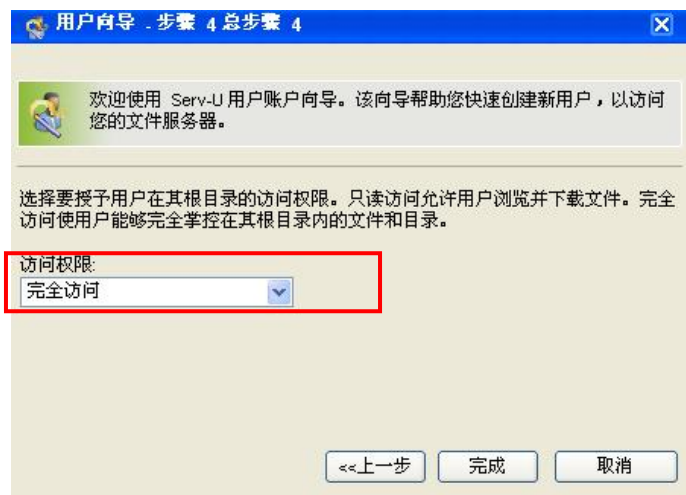 用户向导 - 步骤 4 总步骤 4
欢迎使用 Serv-U 用户账户向导。该向导帮助您快速创建新用户，以访问
您的文件服务器。
选择要授予用户在其根目录的访问权限。只读访问允许用户浏览并下载文件。完全
访问使用户能够完全掌控在其根目录内的文件和目录。
访问权限:
完全访问
<<上一步 完成 取消